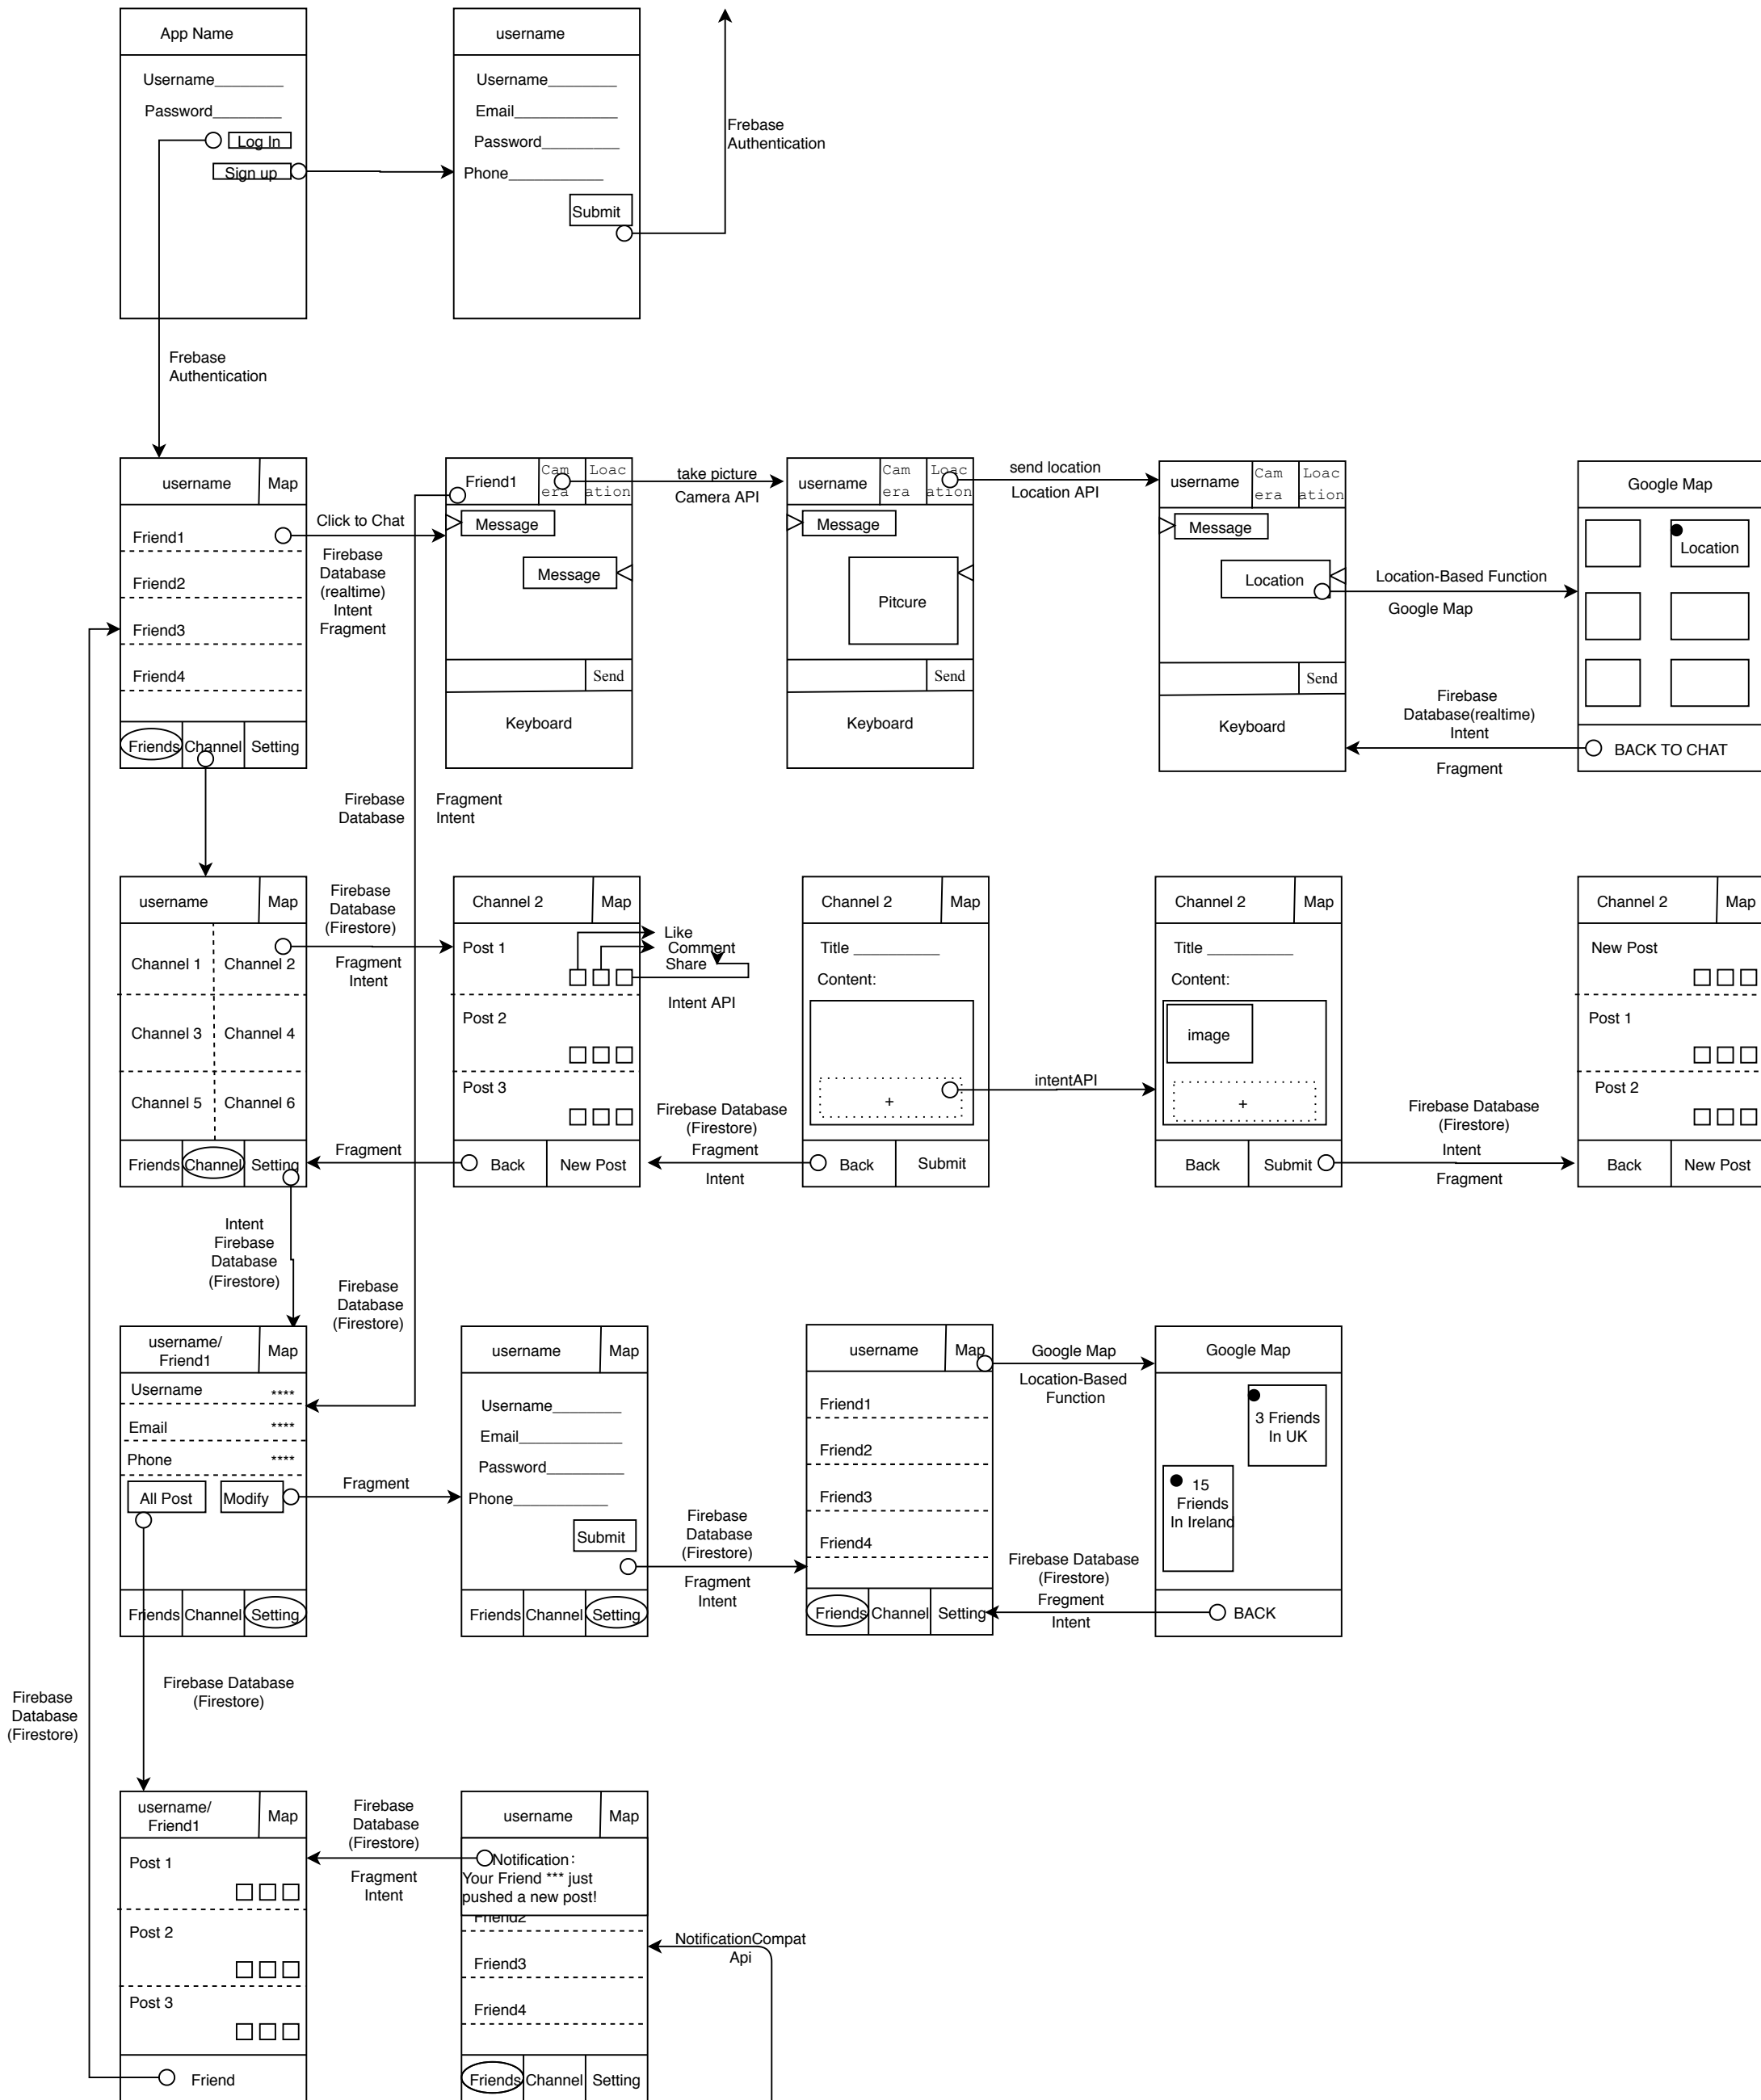 App Name
Username
Password
Log In
Sign up
username
Username
Email
Password
Phone
Submit
Frebase
Authentication
Frebase
Authentication
username
Map
Friend1
Friend2
Friend3
Friend4
Friends
Channel
Setting
Click to Chat
Firebase
Database
(realtime)
Intent
Fragment
Friend1
Cam
era
Loac
ation
Message
Message
Send
Keyboard
take picture
Camera API
username
Cam
era
Loac
ation
Message
Pitcure
Send
Keyboard
send location
Location API
username
Cam
era
Loac
ation
Message
Location
Send
Keyboard
Location-Based Function
Google Map
Firebase
Database(realtime)
Intent
Fragment
Google Map
Location
BACK TO CHAT
Firebase
Database
Fragment
Intent
username
Map
Channel 1
Channel 2
Channel 3
Channel 4
Channel 5
Channel 6
Friends
Channel
Setting
Firebase
Database
(Firestore)
Fragment
Intent
Fragment
Channel 2
Map
Post 1
Post 2
Post 3
Back
New Post
Like
Comment
Share
Intent API
Firebase Database
(Firestore)
Fragment
Intent
Channel 2
Map
Title
Content:
+
Back
Submit
intentAPI
Channel 2
Map
Title
Content:
image
+
Back
Submit
Firebase Database
(Firestore)
Intent
Fragment
Channel 2
Map
New Post
Post 1
Post 2
Back
New Post
Intent
Firebase
Database
(Firestore)
Firebase
Database
(Firestore)
username/
Friend1
Map
Username ****
Email ****
Phone ****
All Post
Modify
Friends
Channel
Setting
Fragment
username
Map
Username
Email
Password
Phone
Submit
Friends
Channel
Setting
Firebase
Database
(Firestore)
Fragment
Intent
username
Map
Friend1
Friend2
Friend3
Friend4
Friends
Channel
Setting
Google Map
Location-Based
Function
Firebase Database
(Firestore)
Fregment
Intent
Google Map
3 Friends
In UK
15
Friends
In Ireland
BACK
Firebase
Database
(Firestore)
Firebase Database
(Firestore)
username/
Friend1
Map
Post 1
Post 2
Post 3
Friend
Firebase
Database
(Firestore)
Fragment
Intent
username
Map
Notification:
Your Friend *** just
pushed a new post!
Friend2
Friend3
Friend4
Friends
Channel
Setting
NotificationCompat
Api